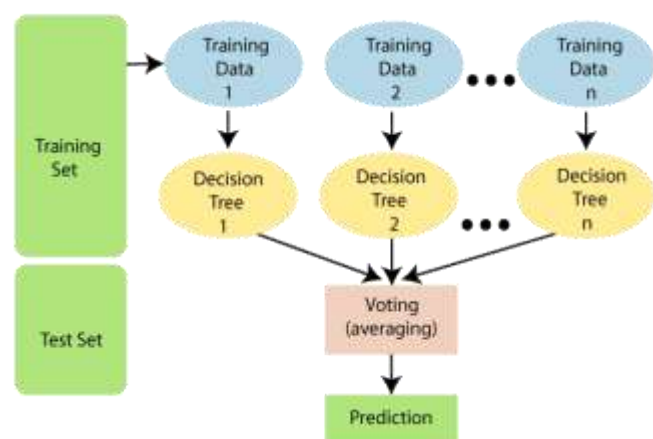 Training
Set
Test Set
Training
Data
1
Training
Data
2
Training
Data
n
Decision
Tree
1
Decision
Tree
2
Decision
Tree
n
Voting
(averaging)
Prediction